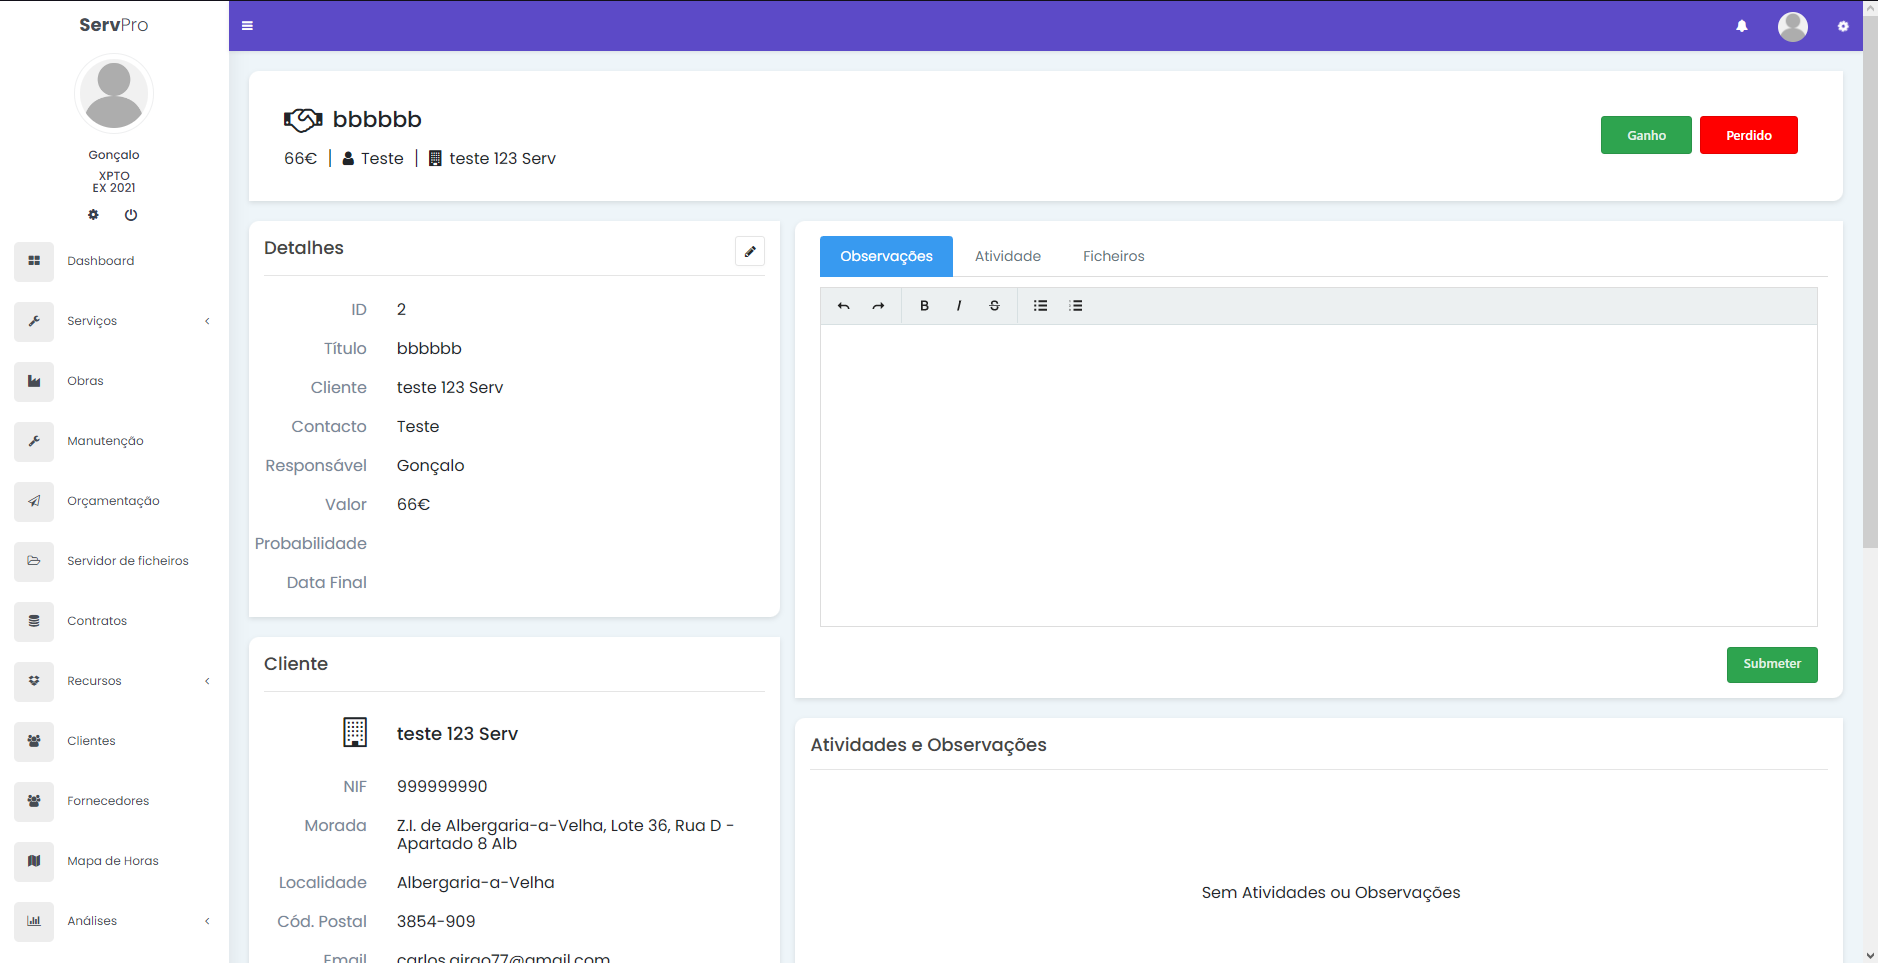 ServPro
Gonçalo
XPTO
EX 2021
Dashboard
Serviços
Obras
Manutenção
Orçamentação
Servidor de ficheiros
Contratos
Recursos
Clientes
Fornecedores
Mapa de Horas
Análises
bbbbbb
66€ | Teste | teste 123 Serv
Ganho Perdido
Detalhes
ID 2
Título bbbbbb
Cliente teste 123 Serv
Contacto Teste
Responsável Gonçalo
Valor 66€
Probabilidade
Data Final
Cliente
teste 123 Serv
NIF 999999990
Morada Z.I. de Albergaria-a-Velha, Lote 36, Rua D -
Apartado 8 Alb
Localidade Albergaria-a-Velha
Cód. Postal 3854-909
Email carlos.girao77@gmail.com
Observações Atividade Ficheiros
B I S
Submeter
Atividades e Observações
Sem Atividades ou Observações